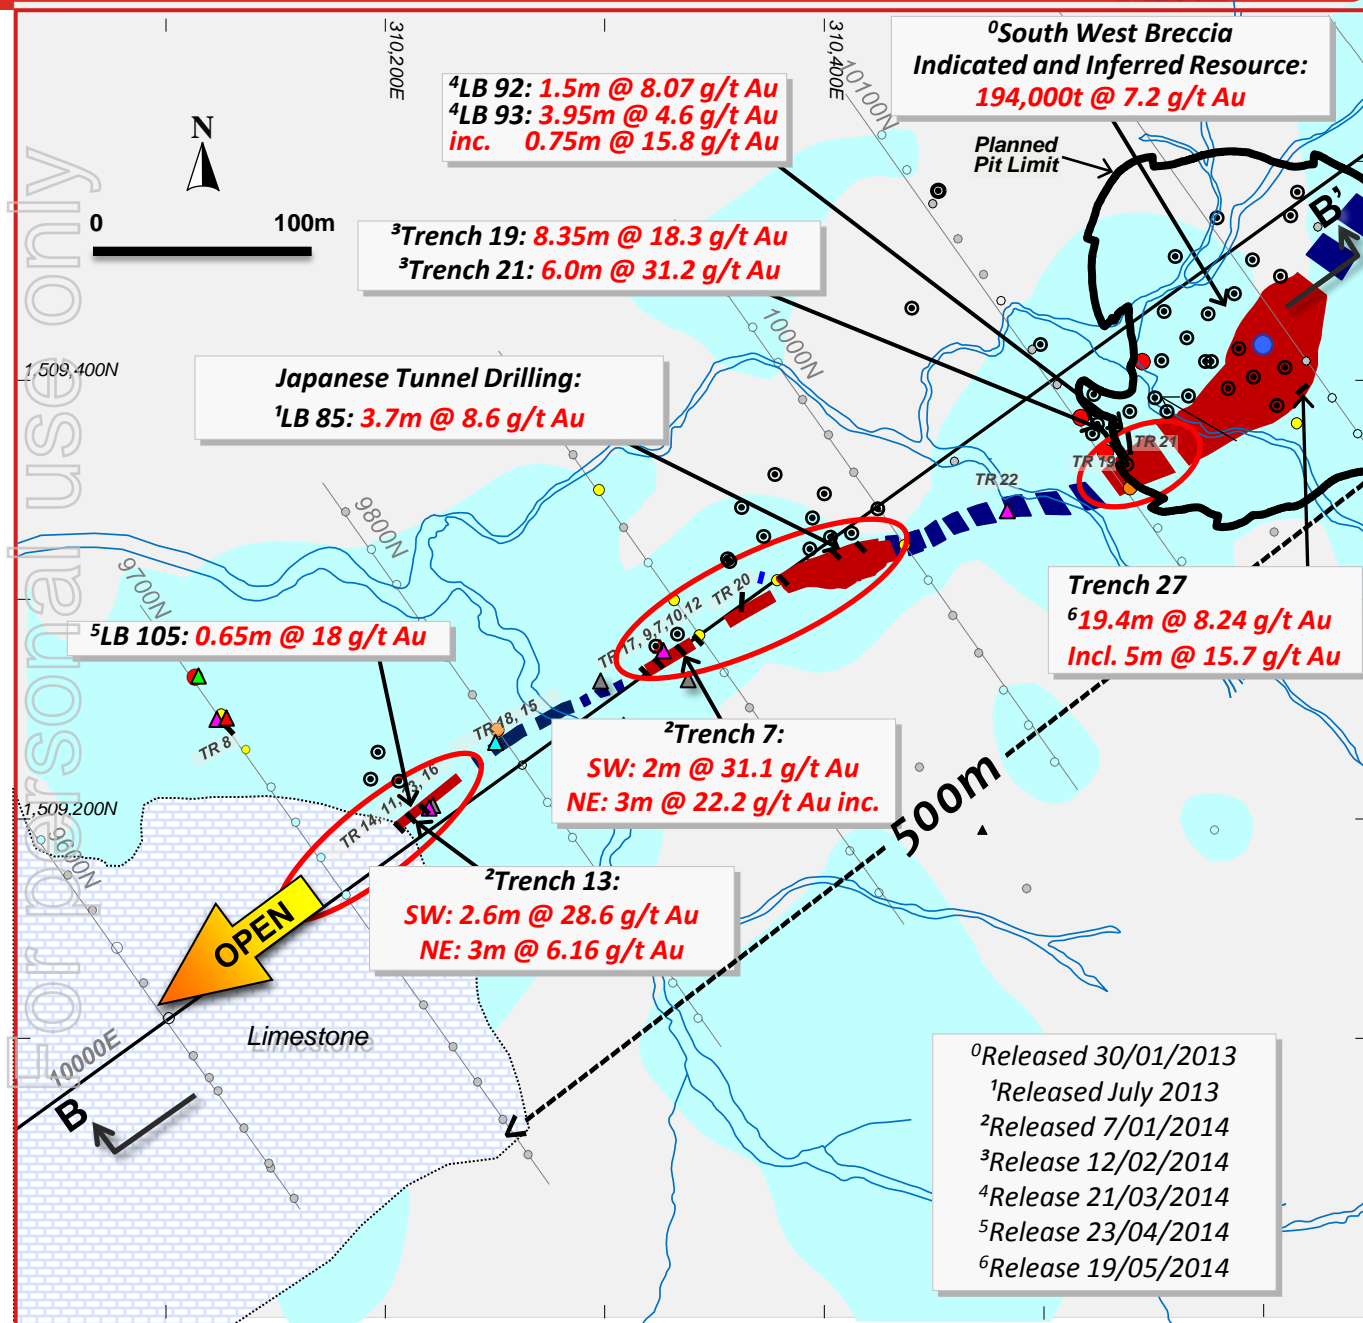 For personal use only
310,200E
310,400E
10100N
⁰South West Breccia
Indicated and Inferred Resource:
194,000t @ 7.2 g/t Au
⁴LB 92: 1.5m @ 8.07 g/t Au
⁴LB 93: 3.95m @ 4.6 g/t Au
inc. 0.75m @ 15.8 g/t Au
N
0 100m
Planned
Pit Limit
B'
³Trench 19: 8.35m @ 18.3 g/t Au
³Trench 21: 6.0m @ 31.2 g/t Au
10000N
1,509,400N
Japanese Tunnel Drilling:
¹LB 85: 3.7m @ 8.6 g/t Au
TR 21
TR 19
TR 22
9800N
9700N
Trench 27
⁶19.4m @ 8.24 g/t Au
Incl. 5m @ 15.7 g/t Au
TR 20
TR 17, 9,7,10,12
⁵LB 105: 0.65m @ 18 g/t Au
TR 18, 15
TR 8
²Trench 7:
SW: 2m @ 31.1 g/t Au
NE: 3m @ 22.2 g/t Au inc.
500m
1,509,200N
TR 14, 11, 13, 16
9600N
²Trench 13:
SW: 2.6m @ 28.6 g/t Au
NE: 3m @ 6.16 g/t Au
OPEN
Limestone
10000E
B
⁰Released 30/01/2013
¹Released July 2013
²Released 7/01/2014
³Release 12/02/2014
⁴Release 21/03/2014
⁵Release 23/04/2014
⁶Release 19/05/2014